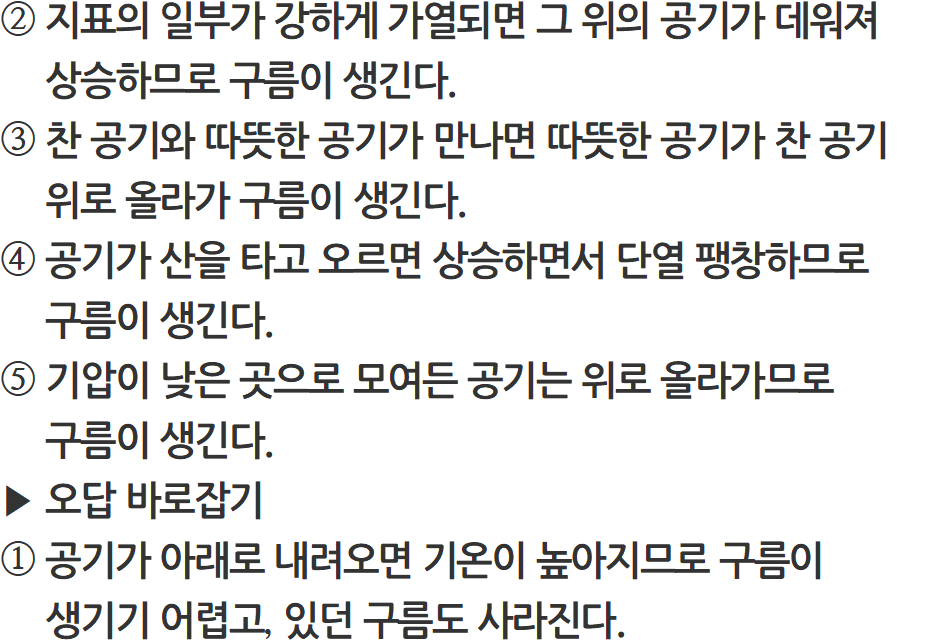 ② 지표의 일부가 강하게 가열되면 그 위의 공기가 데워져
상승하므로 구름이 생긴다.
③ 찬 공기와 따뜻한 공기가 만나면 따뜻한 공기가 찬 공기
위로 올라가 구름이 생긴다.
④ 공기가 산을 타고 오르면 상승하면서 단열 팽창하므로
구름이 생긴다.
⑤ 기압이 낮은 곳으로 모여든 공기는 위로 올라가므로
구름이 생긴다.
▶ 오답 바로잡기
① 공기가 아래로 내려오면 기온이 높아지므로 구름이
생기기 어렵고, 있던 구름도 사라진다.